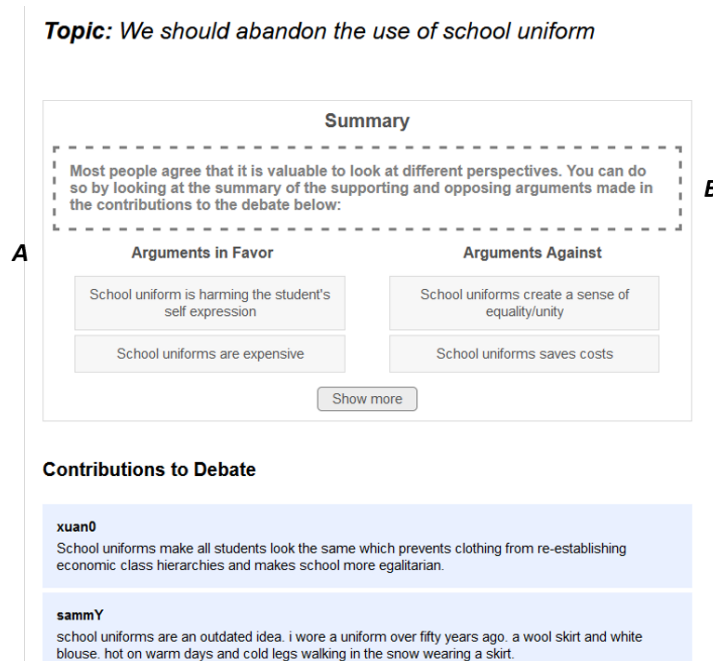 Topic: We should abandon the use of school uniform
Summary
Most people agree that it is valuable to look at different perspectives. You can do
so by looking at the summary of the supporting and opposing arguments made in
the contributions to the debate below:
B
A
Arguments in Favor
Arguments Against
School uniform is harming the student's
self expression
School uniforms create a sense of
equality/unity
School uniforms are expensive
School uniforms saves costs
Show more
Contributions to Debate
xuan0
School uniforms make all students look the same which prevents clothing from re-establishing
economic class hierarchies and makes school more egalitarian.
sammY
school uniforms are an outdated idea. i wore a uniform over fifty years ago. a wool skirt and white
blouse. hot on warm days and cold legs walking in the snow wearing a skirt.